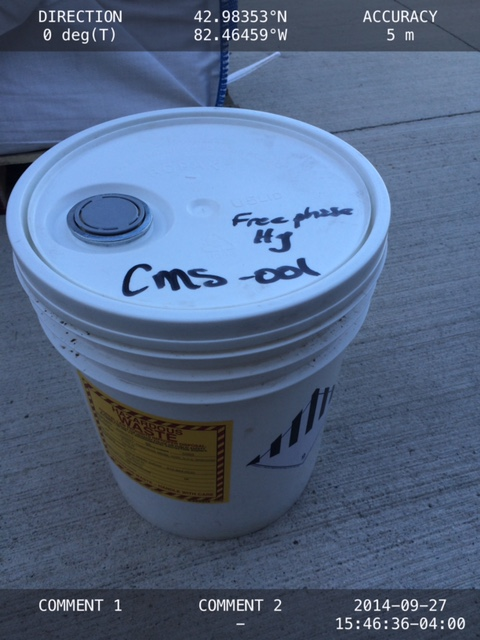 DIRECTION
0 deg(T)
42.98353°N
82.46459°W
ACCURACY
5 m
Free phase
Hg
CMS-001
HAZARDOUS
WASTE
COMMENT 1
COMMENT 2
-
2014-09-27
15:46:36-04:00